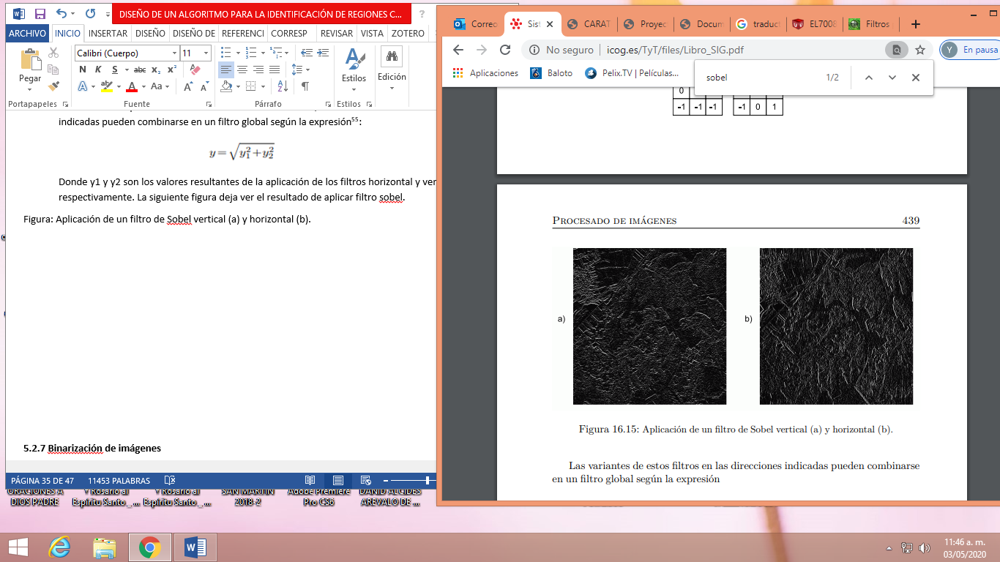 DISEÑO DE UN ALGORITMO PARA LA IDENTIFICACIÓN DE REGIONES C...
?
ARCHIVO INICIO INSERTAR DISEÑO DISEÑO DE REFERENCI CORRESP REVISAR VISTA ZOTERO
Pegar
Calibri (Cuerpo) 11
N K S abc x₂ x²
A ab A Aa A A
Estilos
Edición
Portapapeles Fuente Párrafo Estilos
indicadas pueden combinarse en un filtro global según la expresión⁵⁵:
y = √(y₁² + y₂²)
Donde y1 y y2 son los valores resultantes de la aplicación de los filtros horizontal y ver
respectivamente. La siguiente figura deja ver el resultado de aplicar filtro sobel.
Figura: Aplicación de un filtro de Sobel vertical (a) y horizontal (b).
5.2.7 Binarización de imágenes
PÁGINA 35 DE 47 11453 PALABRAS
ORACIONES A DIOS PADRE
Y Rosario al Espíritu Santo _ ...
Y Rosario al Espíritu Santo _ ...
SAN MARTIN 2018-2
Adobe Premiere Pro CS6
DANID ALCIDES AREVALO DE ...
Correo Sist CARAT Proyec Docum traduct EL7008 Filtros
No seguro icog.es/TyT/files/Libro_SIG.pdf
Y En pausa
Aplicaciones Baloto Pelix.TV | Películas...
sobel 1/2
0
-1 -1 -1 -1 0 1
PROCESADO DE IMÁGENES 439
a) b)
Figura 16.15: Aplicación de un filtro de Sobel vertical (a) y horizontal (b).
Las variantes de estos filtros en las direcciones indicadas pueden combinarse
en un filtro global según la expresión
11:46 a. m.
03/05/2020